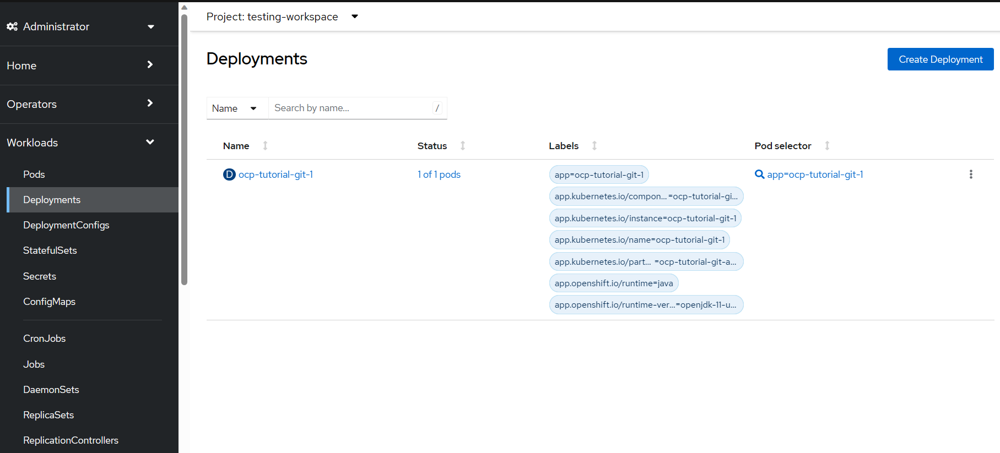 Administrator
Home
Operators
Workloads
Pods
Deployments
DeploymentConfigs
StatefulSets
Secrets
ConfigMaps
CronJobs
Jobs
DaemonSets
ReplicaSets
ReplicationControllers
Project: testing-workspace
Deployments
Create Deployment
Name
Search by name...
/
Name Status Labels Pod selector
D ocp-tutorial-git-1 1 of 1 pods app=ocp-tutorial-git-1 app=ocp-tutorial-git-1
app.kubernetes.io/compon...=ocp-tutorial-gi...
app.kubernetes.io/instance=ocp-tutorial-git-1
app.kubernetes.io/name=ocp-tutorial-git-1
app.kubernetes.io/part... =ocp-tutorial-git-a...
app.openshift.io/runtime=java
app.openshift.io/runtime-ver...=openjdk-11-u...